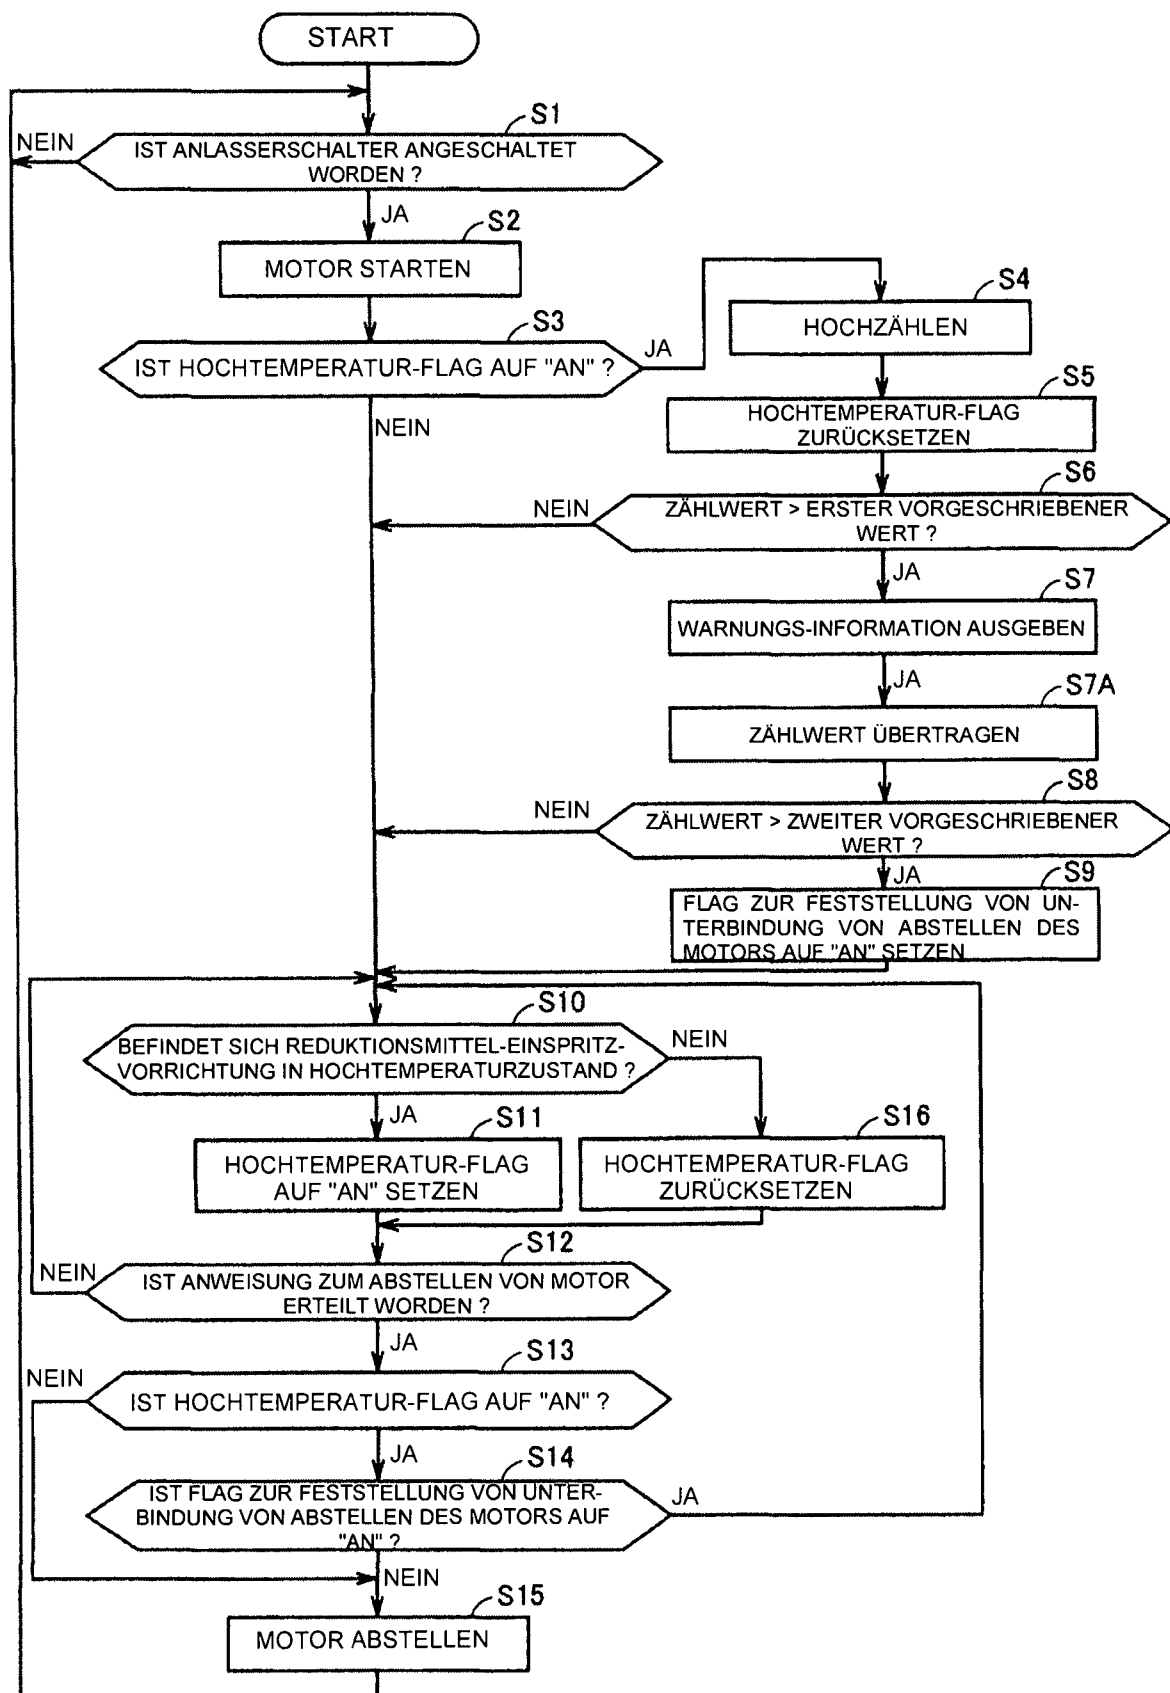 START
S1
NEIN
IST ANLASSERSCHALTER ANGESCHALTET
WORDEN ?
JA
S2
MOTOR STARTEN
S3
IST HOCHTEMPERATUR-FLAG AUF "AN" ?
JA
NEIN
S4
HOCHZÄHLEN
S5
HOCHTEMPERATUR-FLAG
ZURÜCKSETZEN
S6
NEIN
ZÄHLWERT > ERSTER VORGESCHRIEBENER
WERT ?
JA
S7
WARNUNGS-INFORMATION AUSGEBEN
JA
S7A
ZÄHLWERT ÜBERTRAGEN
S8
NEIN
ZÄHLWERT > ZWEITER VORGESCHRIEBENER
WERT ?
JA
S9
FLAG ZUR FESTSTELLUNG VON UN-
TERBINDUNG VON ABSTELLEN DES
MOTORS AUF "AN" SETZEN
S10
BEFINDET SICH REDUKTIONSMITTEL-EINSPRITZ-
VORRICHTUNG IN HOCHTEMPERATURZUSTAND ?
NEIN
JA
S11
HOCHTEMPERATUR-FLAG
AUF "AN" SETZEN
S16
HOCHTEMPERATUR-FLAG
ZURÜCKSETZEN
S12
NEIN
IST ANWEISUNG ZUM ABSTELLEN VON MOTOR
ERTEILT WORDEN ?
JA
S13
NEIN
IST HOCHTEMPERATUR-FLAG AUF "AN" ?
JA
S14
IST FLAG ZUR FESTSTELLUNG VON UNTER-
BINDUNG VON ABSTELLEN DES MOTORS AUF
"AN" ?
JA
NEIN
S15
MOTOR ABSTELLEN